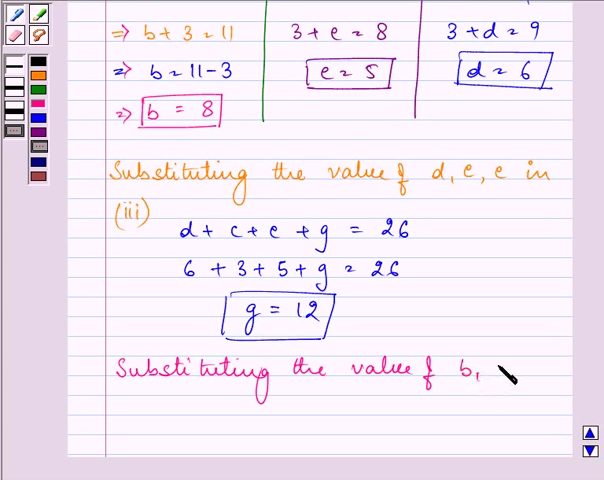 ⇒ b + 3 = 11
⇒ b = 11 - 3
⇒ b = 8
3 + e = 8
e = 5
3 + d = 9
d = 6
Substituting the value of d, c, e in
(iii)
d + c + e + g = 26
6 + 3 + 5 + g = 26
g = 12
Substituting the value of b,